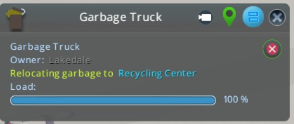 Garbage Truck
Garbage Truck
Owner: Lakedale
Relocating garbage to Recycling Center
Load:
100 %